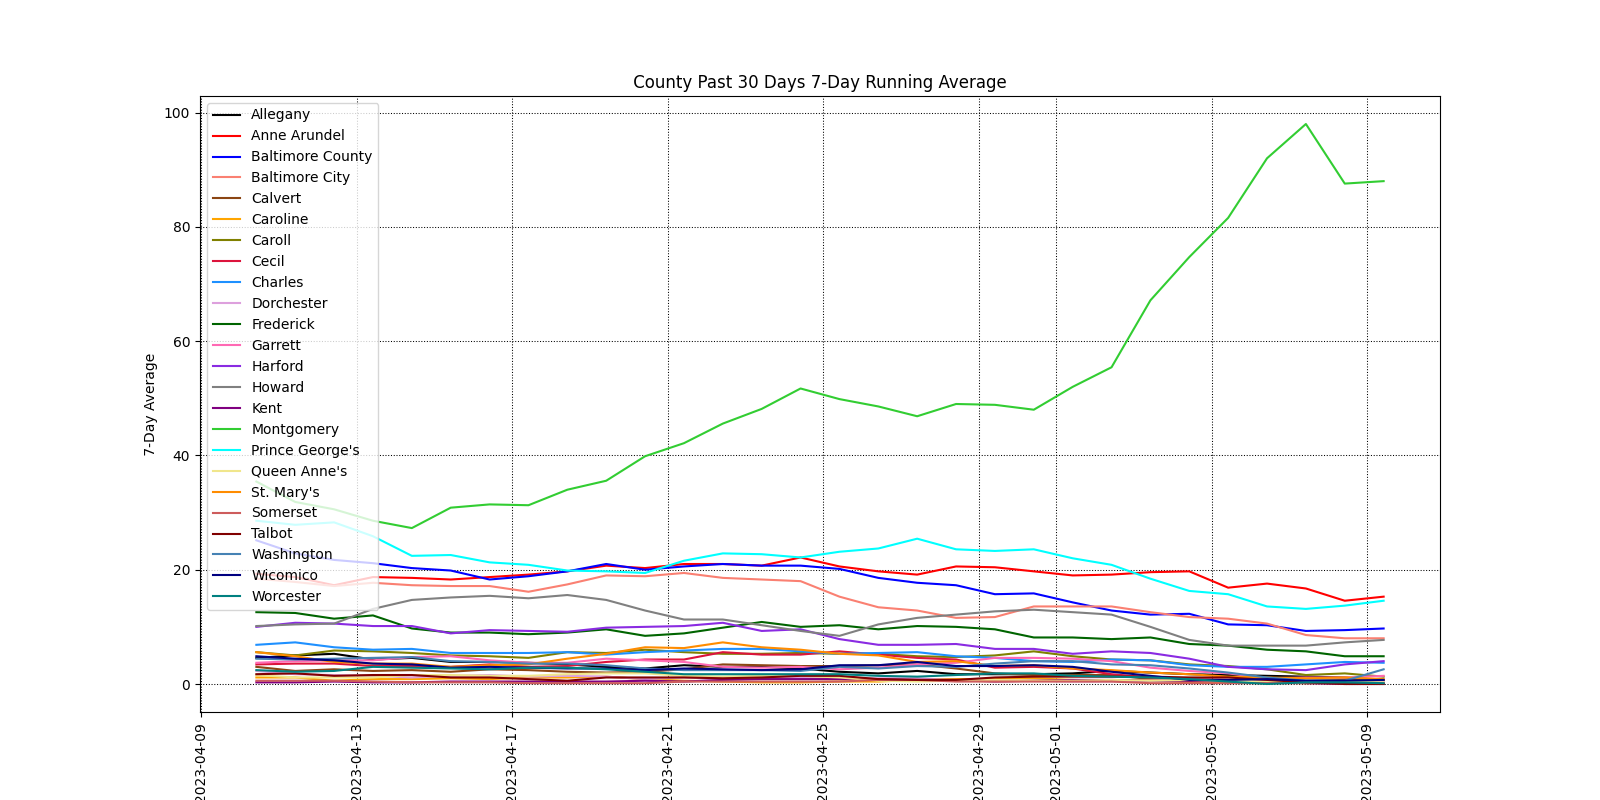 County Past 30 Days 7-Day Running Average
100
80
60
40
20
0
7-Day Average
Allegany
Anne Arundel
Baltimore County
Baltimore City
Calvert
Caroline
Caroll
Cecil
Charles
Dorchester
Frederick
Garrett
Harford
Howard
Kent
Montgomery
Prince George's
Queen Anne's
St. Mary's
Somerset
Talbot
Washington
Wicomico
Worcester
2023-04-09
2023-04-13
2023-04-17
2023-04-21
2023-04-25
2023-04-29
2023-05-01
2023-05-05
2023-05-09